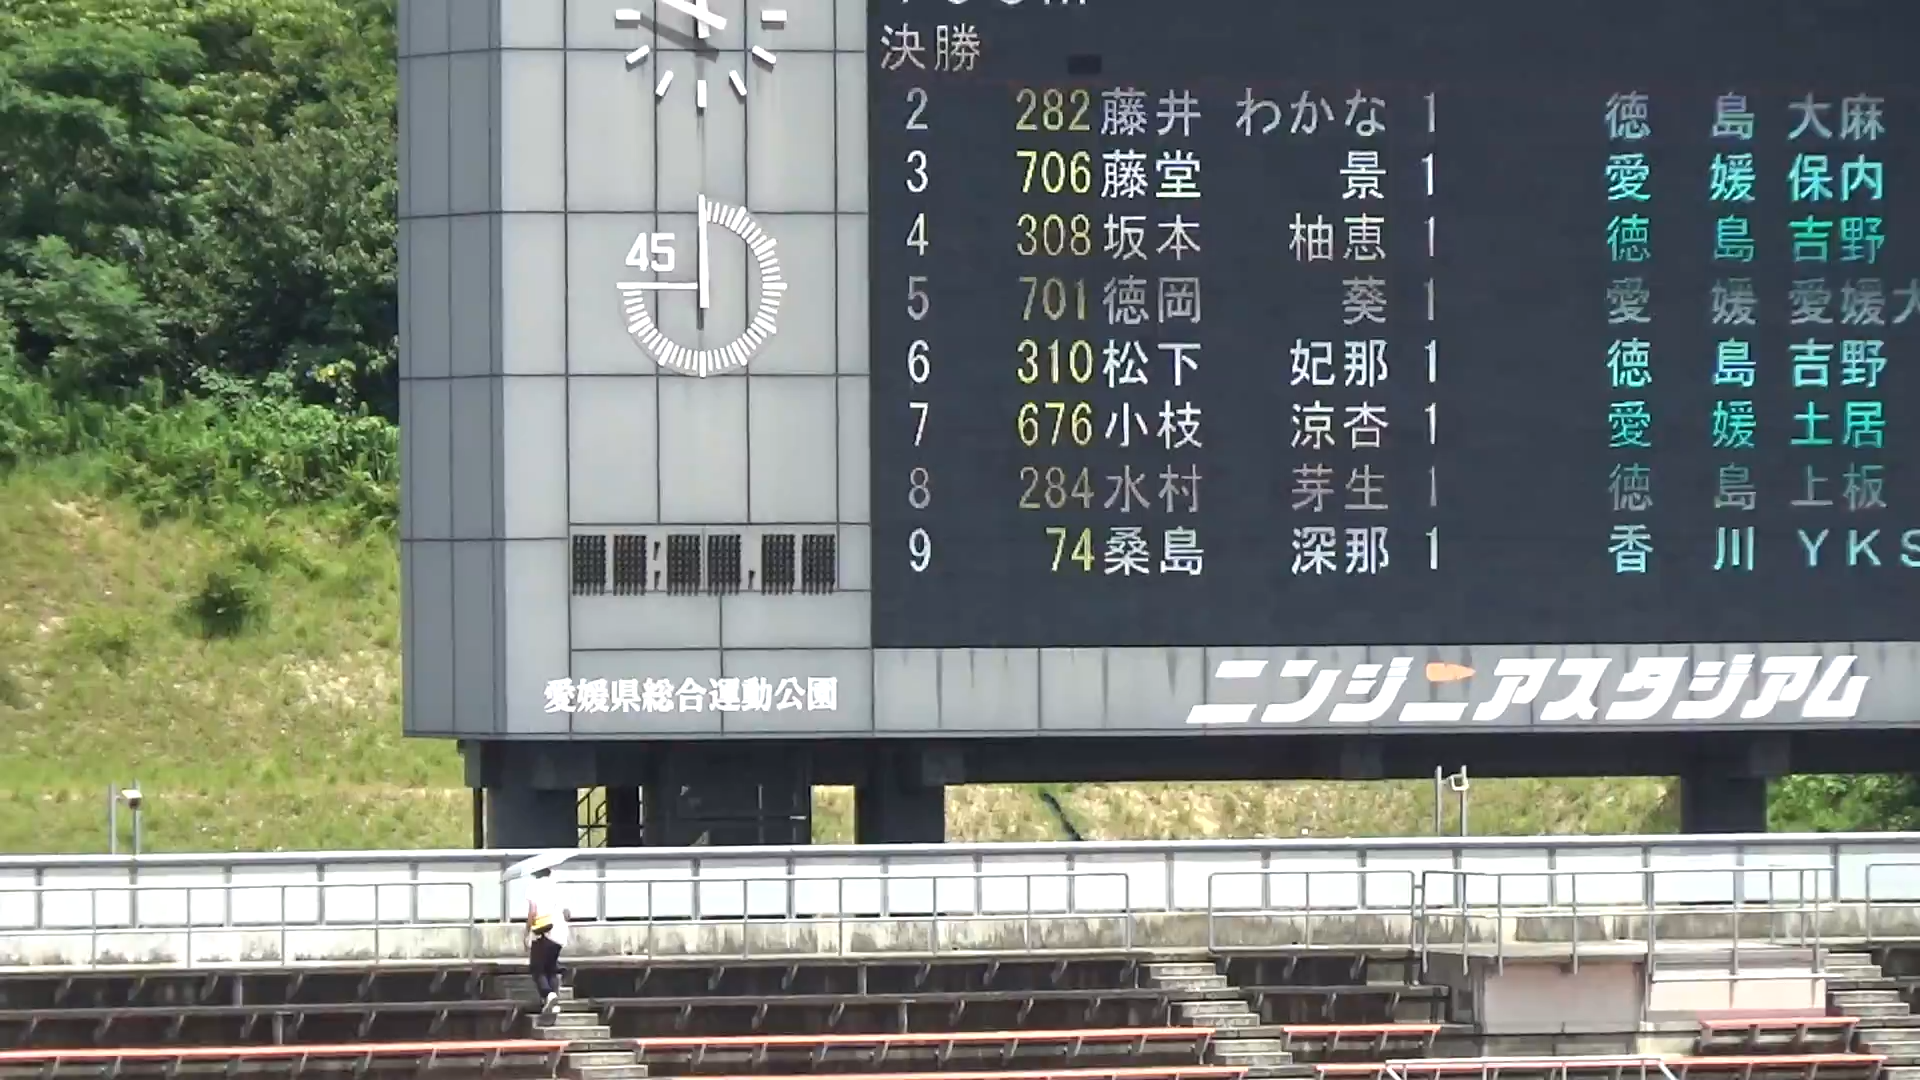 決勝
2 282 藤井 わかな 1 徳島 大麻
3 706 藤堂 景 1 愛媛 保内
4 308 坂本 柚恵 1 徳島 吉野
5 701 徳岡 葵 1 愛媛 愛媛大
6 310 松下 妃那 1 徳島 吉野
7 676 小枝 涼杏 1 愛媛 土居
8 284 水村 芽生 1 徳島 上板
9 74 桑島 深那 1 香川 YKS
45
愛媛県総合運動公園
ニンジニアスタジアム